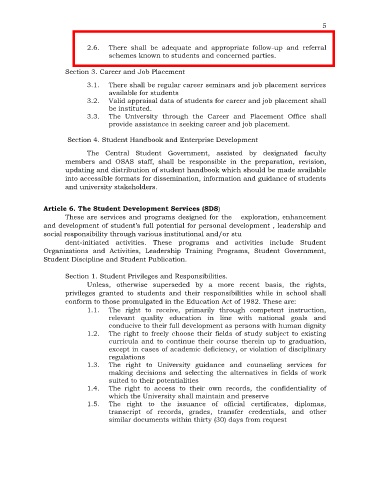 5
2.6. There shall be adequate and appropriate follow-up and referral
schemes known to students and concerned parties.
Section 3. Career and Job Placement
3.1. There shall be regular career seminars and job placement services
available for students
3.2. Valid appraisal data of students for career and job placement shall
be instituted.
3.3. The University through the Career and Placement Office shall
provide assistance in seeking career and job placement.
Section 4. Student Handbook and Enterprise Development
The Central Student Government, assisted by designated faculty
members and OSAS staff, shall be responsible in the preparation, revision,
updating and distribution of student handbook which should be made available
into accessible formats for dissemination, information and guidance of students
and university stakeholders.
Article 6. The Student Development Services (SDS)
These are services and programs designed for the exploration, enhancement
and development of student's full potential for personal development , leadership and
social responsibility through various institutional and/or stu
dent-initiated activities. These programs and activities include Student
Organizations and Activities, Leadership Training Programs, Student Government,
Student Discipline and Student Publication.
Section 1. Student Privileges and Responsibilities.
Unless, otherwise superseded by a more recent basis, the rights,
privileges granted to students and their responsibilities while in school shall
conform to those promulgated in the Education Act of 1982. These are:
1.1. The right to receive, primarily through competent instruction,
relevant quality education in line with national goals and
conducive to their full development as persons with human dignity
1.2. The right to freely choose their fields of study subject to existing
curricula and to continue their course therein up to graduation,
except in cases of academic deficiency, or violation of disciplinary
regulations
1.3. The right to University guidance and counseling services for
making decisions and selecting the alternatives in fields of work
suited to their potentialities
1.4. The right to access to their own records, the confidentiality of
which the University shall maintain and preserve
1.5. The right to the issuance of official certificates, diplomas,
transcript of records, grades, transfer credentials, and other
similar documents within thirty (30) days from request